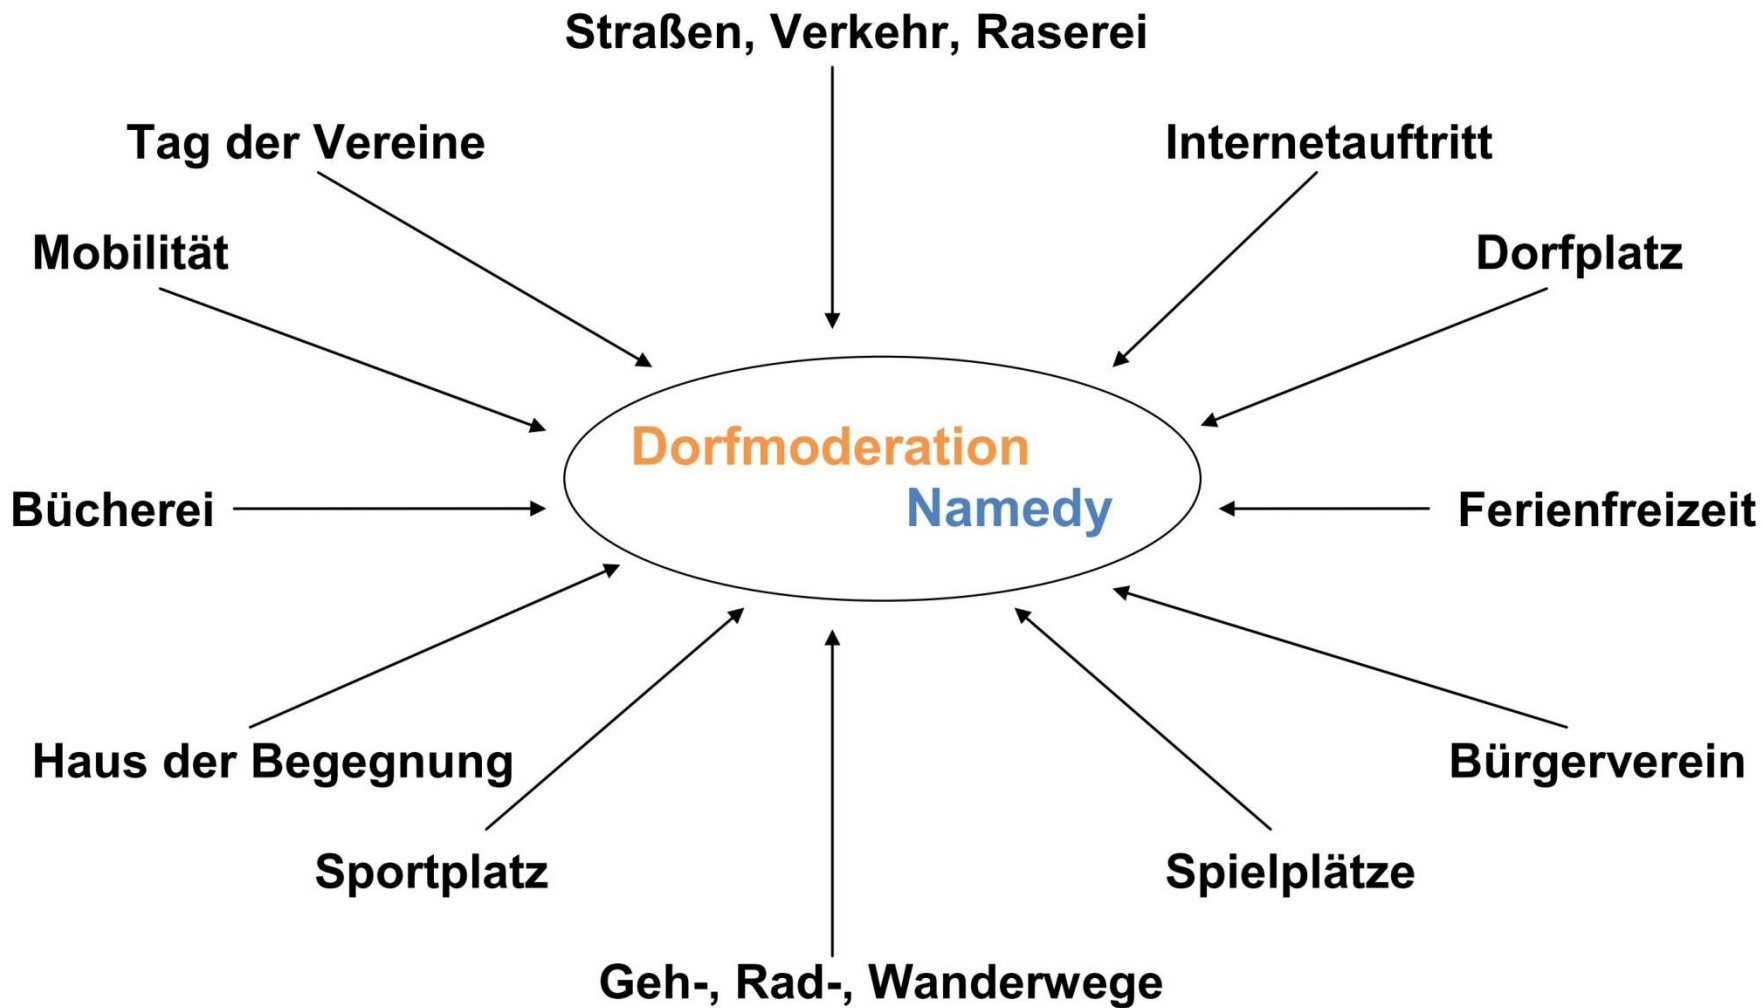 Straßen, Verkehr, Raserei
Tag der Vereine
Internetauftritt
Mobilität
Dorfplatz
Dorfmoderation
Namedy
Bücherei
Ferienfreizeit
Haus der Begegnung
Bürgerverein
Sportplatz
Spielplätze
Geh-, Rad-, Wanderwege